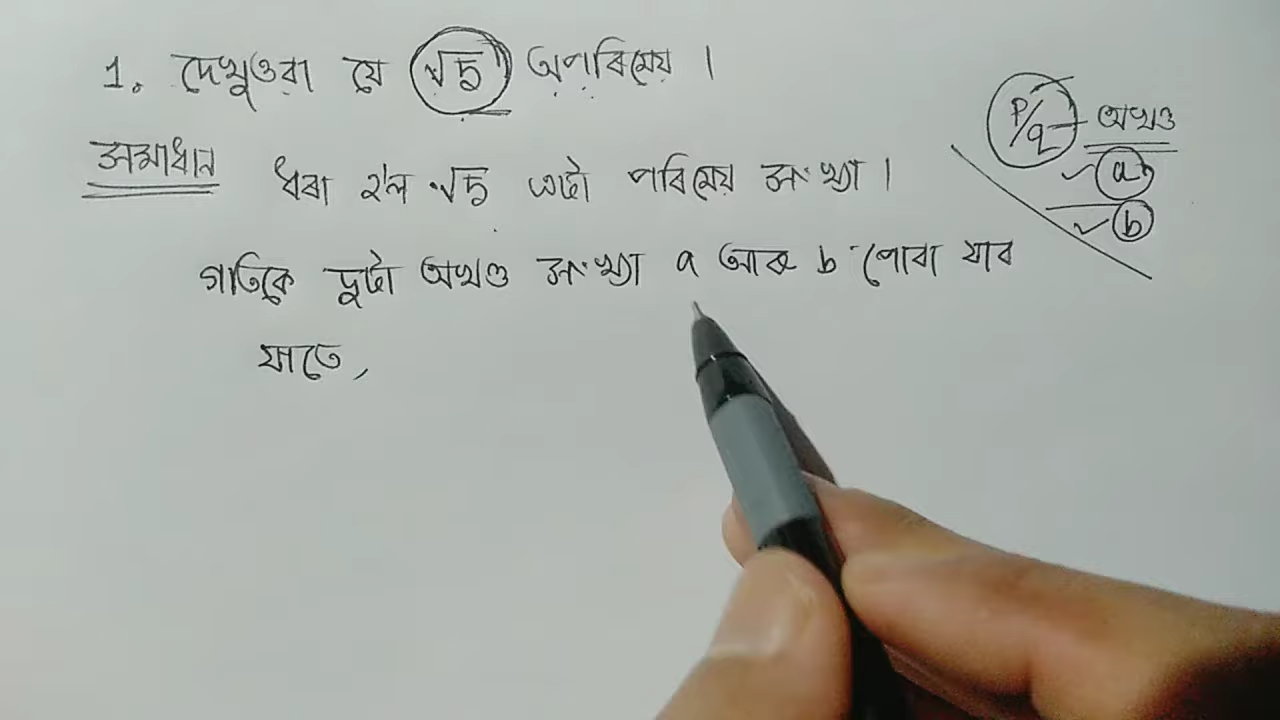 1. দেখুওৱা যে √5 অপৰিমেয়।
সমাধান ধৰা হ'ল √5 এটা পৰিমেয় সংখ্যা।
গতিকে দুটা অখণ্ড সংখ্যা a আৰু b পোৱা যাব
যাতে,
p/q অখণ্ড
a
b